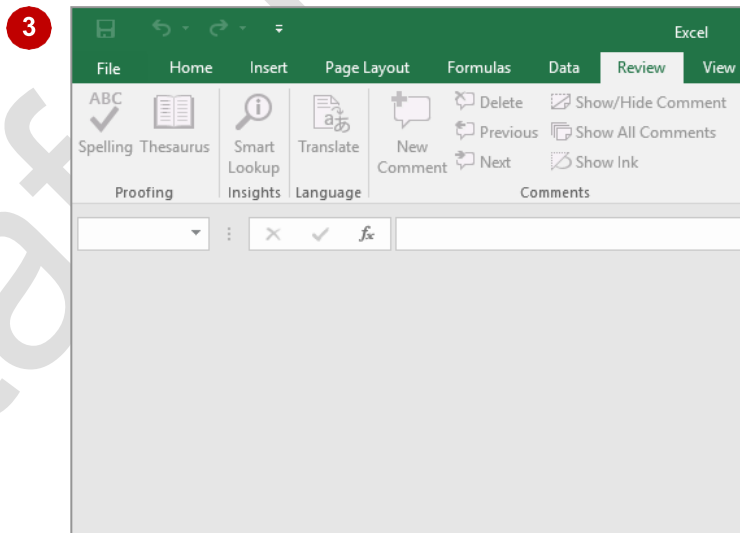 3
Excel
File Home Insert Page Layout Formulas Data Review View
ABC
Spelling Thesaurus Smart Lookup Translate New Comment
Delete Show/Hide Comment
Previous Show All Comments
Next Show Ink
Proofing Insights Language Comments
fx